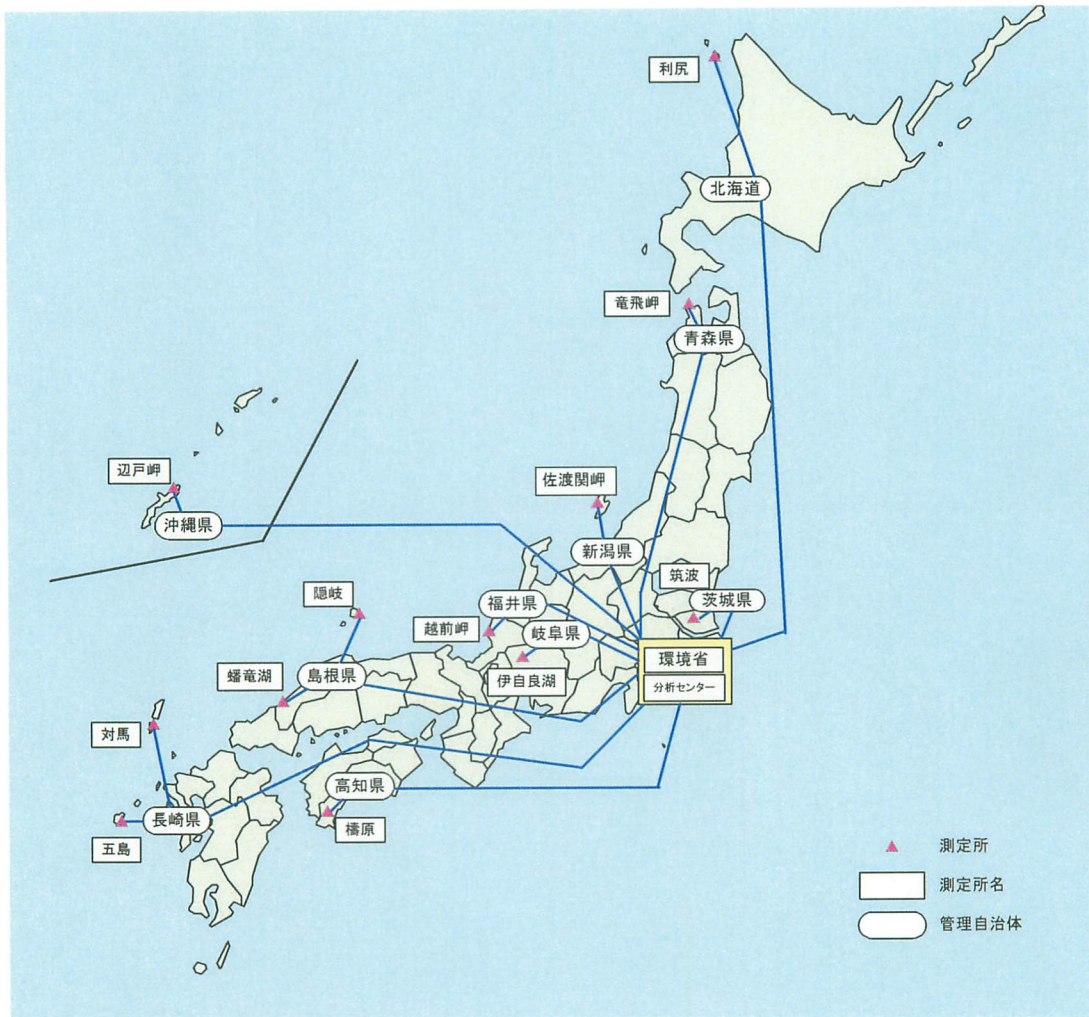 利尻
北海道
竜飛岬
青森県
辺戸岬
沖縄県
佐渡関岬
新潟県
筑波
茨城県
隠岐
福井県
越前岬
岐阜県
伊自良湖
環境省
分析センター
蟠竜湖
島根県
対馬
高知県
檮原
長崎県
五島
測定所
測定所名
管理自治体